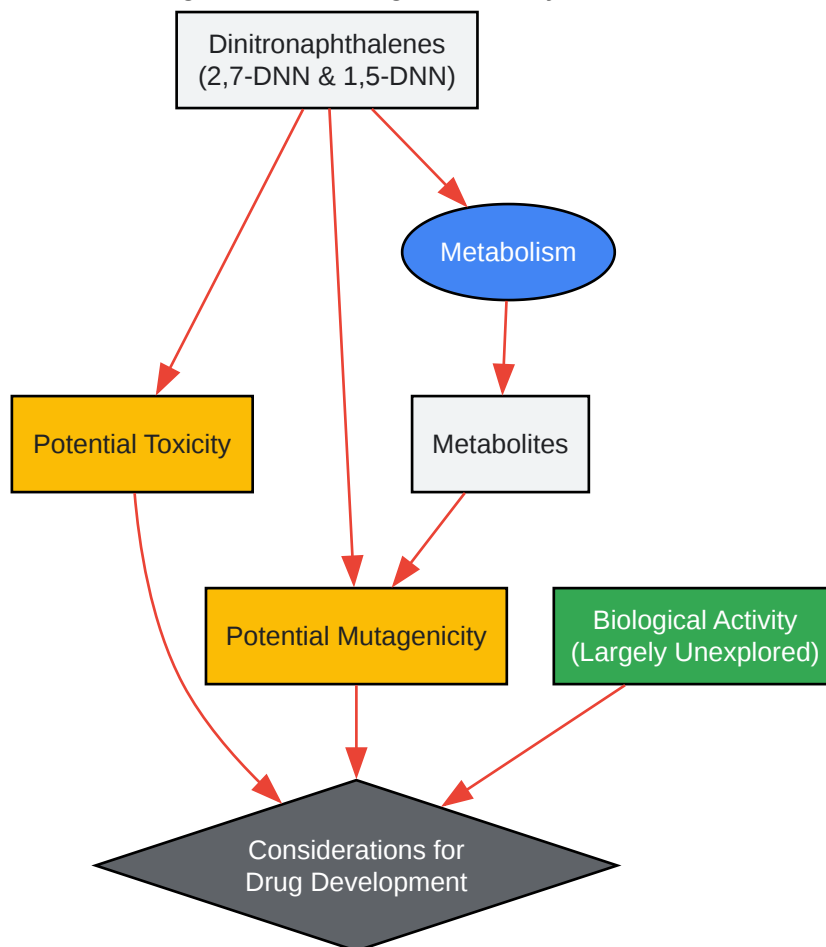 Dinitronaphthalenes
(2,7-DNN & 1,5-DNN)
Metabolism
Potential Toxicity
Metabolites
Potential Mutagenicity
Biological Activity
(Largely Unexplored)
Considerations for
Drug Development